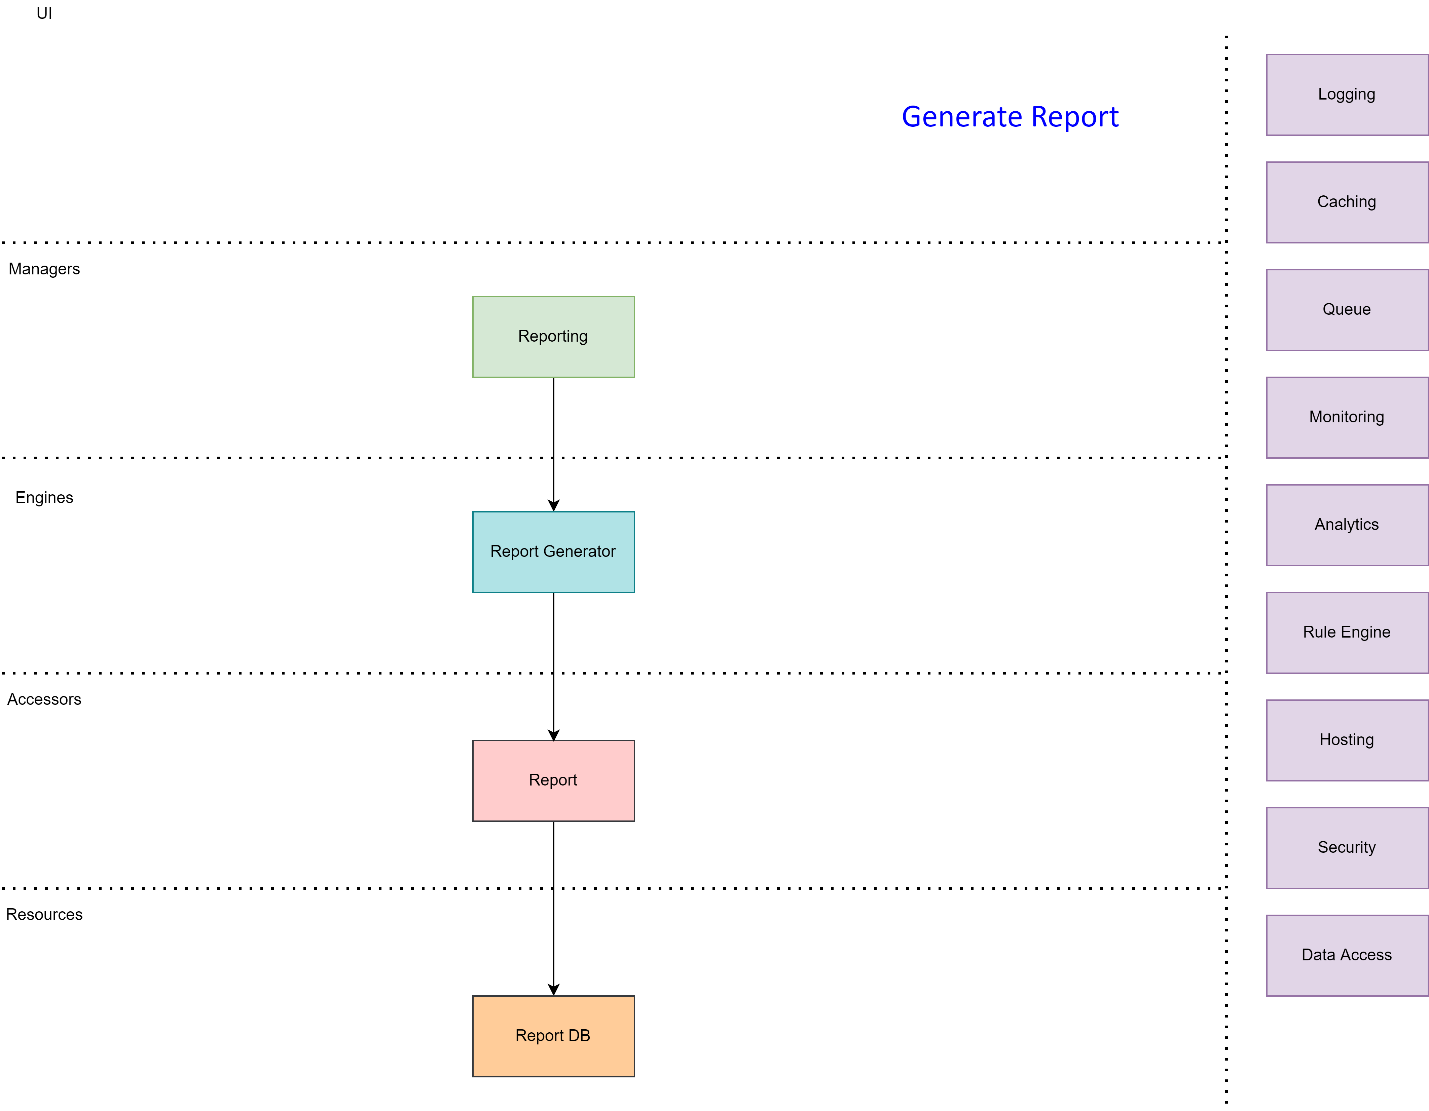 UI
Generate Report
Managers
Reporting
Engines
Report Generator
Accessors
Report
Resources
Report DB
Logging
Caching
Queue
Monitoring
Analytics
Rule Engine
Hosting
Security
Data Access